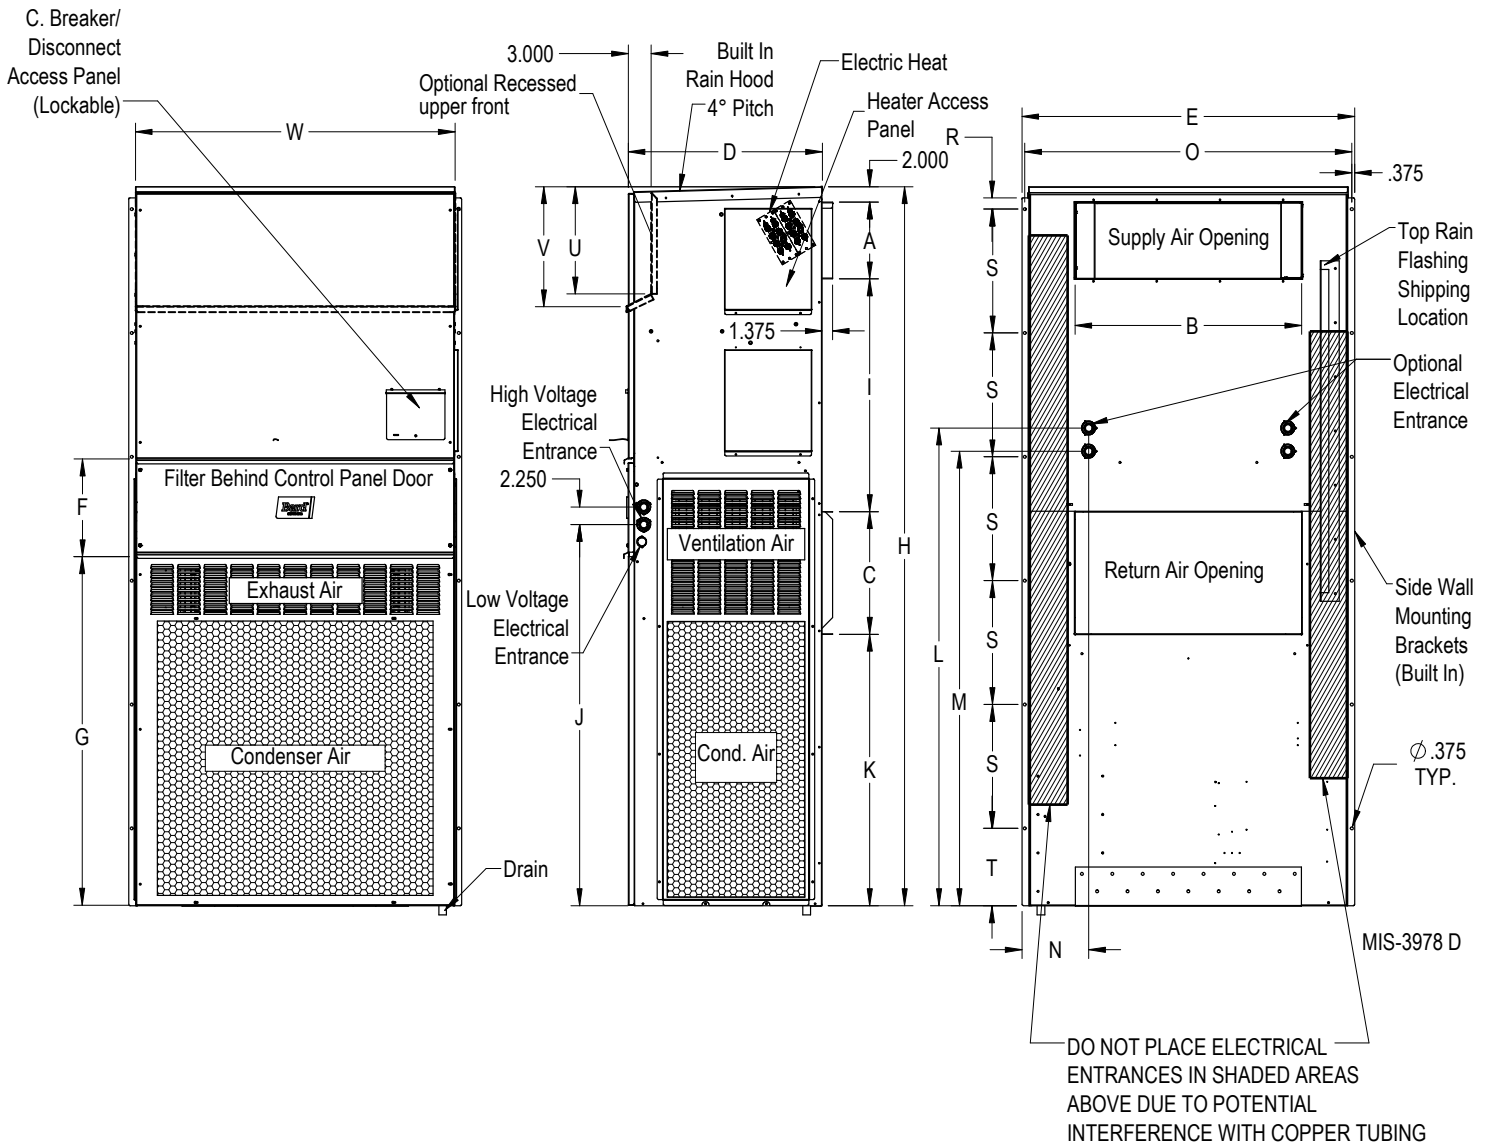 C. Breaker/
Disconnect
Access Panel
(Lockable)
W
F
G
Filter Behind Control Panel Door
Bard
Exhaust Air
Condenser Air
Drain
3.000
Optional Recessed
upper front
Built In
Rain Hood
4° Pitch
Electric Heat
Heater Access
Panel
D
2.000
V
U
A
1.375
I
High Voltage
Electrical
Entrance
2.250
Ventilation Air
C
H
Low Voltage
Electrical
Entrance
J
Cond. Air
K
E
R
O
.375
Supply Air Opening
Top Rain
Flashing
Shipping
Location
S
B
S
Optional
Electrical
Entrance
S
Return Air Opening
Side Wall
Mounting
Brackets
(Built In)
L
S
M
S
Ø .375
TYP.
T
N
MIS-3978 D
DO NOT PLACE ELECTRICAL
ENTRANCES IN SHADED AREAS
ABOVE DUE TO POTENTIAL
INTERFERENCE WITH COPPER TUBING